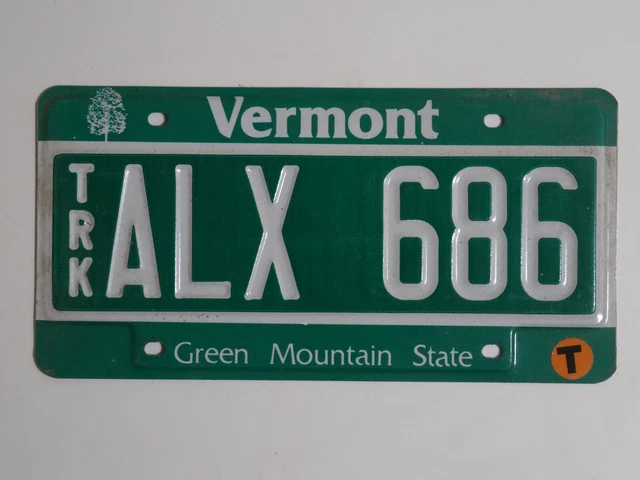 Vermont
TRK ALX 686
Green Mountain State T